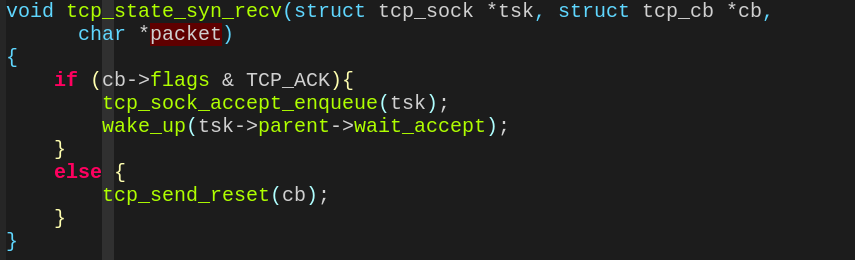 void tcp_state_syn_recv(struct tcp_sock *tsk, struct tcp_cb *cb,
      char *packet)
{
    if (cb->flags & TCP_ACK){
        tcp_sock_accept_enqueue(tsk);
        wake_up(tsk->parent->wait_accept);
    }
    else {
        tcp_send_reset(cb);
    }
}